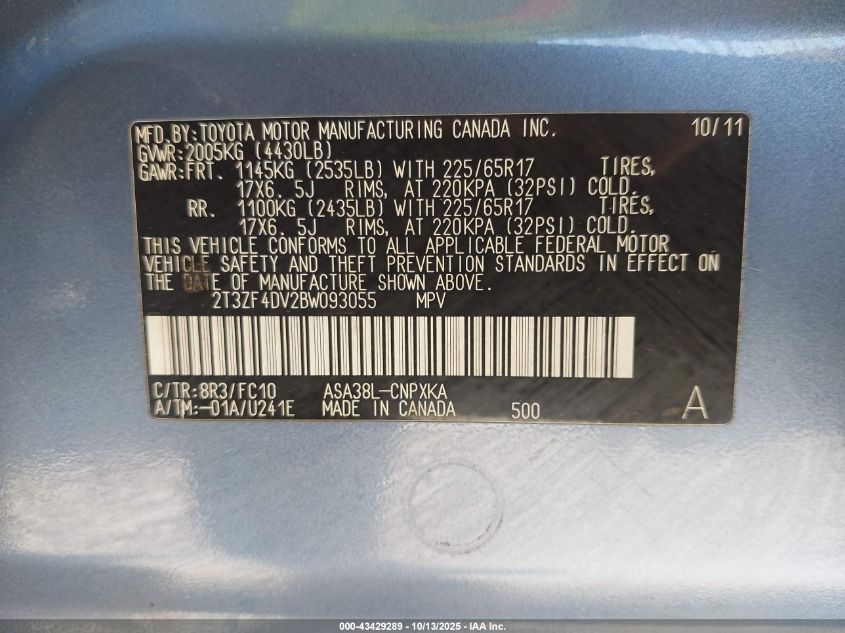 MFD.BY:TOYOTA MOTOR MANUFACTURING CANADA INC. 10/11
GVWR:2005KG (4430LB)
GAWR:FRT. 1145KG (2535LB) WITH 225/65R17 TIRES,
17X6. 5J RIMS, AT 220KPA (32PSI) COLD.
RR. 1100KG (2435LB) WITH 225/65R17 TIRES,
17X6. 5J RIMS, AT 220KPA (32PSI) COLD.
THIS VEHICLE CONFORMS TO ALL APPLICABLE FEDERAL MOTOR
VEHICLE SAFETY AND THEFT PREVENTION STANDARDS IN EFFECT ON
THE DATE OF MANUFACTURE SHOWN ABOVE.
2T3ZF4DV2BW093055 MPV
C/TR:8R3/FC10 ASA38L-CNPXKA
A/TM:-01A/U241E MADE IN CANADA 500 A
000-43429289 - 10/13/2025 - IAA Inc.